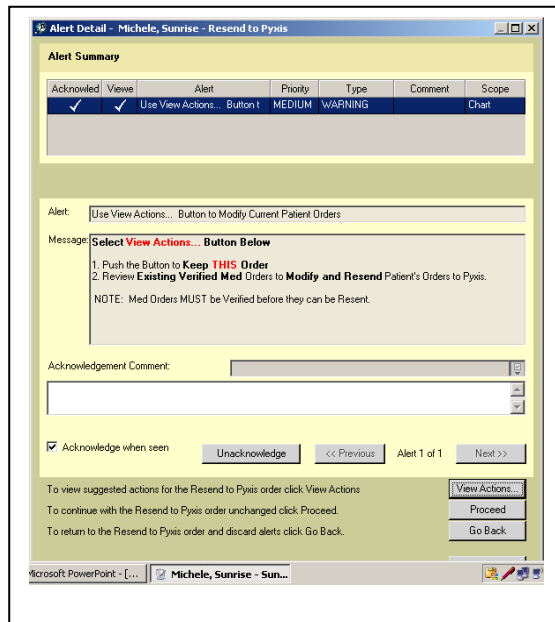 Alert Detail - Michele, Sunrise - Resend to Pyxis
Alert Summary
Acknowled Viewe Alert Priority Type Comment Scope
Use View Actions... Button t MEDIUM WARNING Chart
Alert: Use View Actions... Button to Modify Current Patient Orders
Message: Select View Actions... Button Below
1. Push the Button to Keep THIS Order
2. Review Existing Verified Med Orders to Modify and Resend Patient's Orders to Pyxis.
NOTE: Med Orders MUST be Verified before they can be Resent.
Acknowledgement Comment:
Acknowledge when seen Unacknowledge << Previous Alert 1 of 1 Next >>
To view suggested actions for the Resend to Pyxis order click View Actions View Actions...
To continue with the Resend to Pyxis order unchanged click Proceed. Proceed
To return to the Resend to Pyxis order and discard alerts click Go Back. Go Back
Microsoft PowerPoint - [... Michele, Sunrise - Sun...